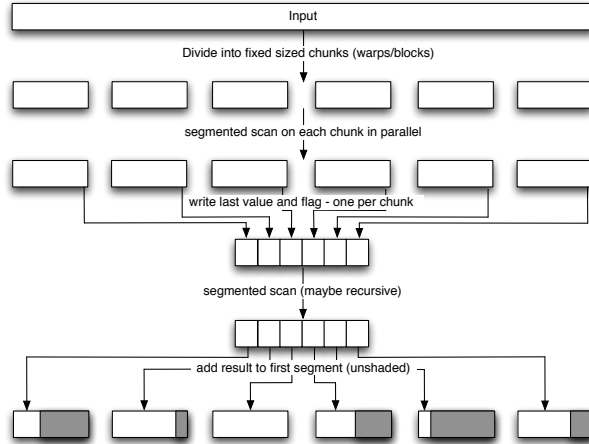 Input
Divide into fixed sized chunks (warps/blocks)
segmented scan on each chunk in parallel
write last value and flag - one per chunk
segmented scan (maybe recursive)
add result to first segment (unshaded)